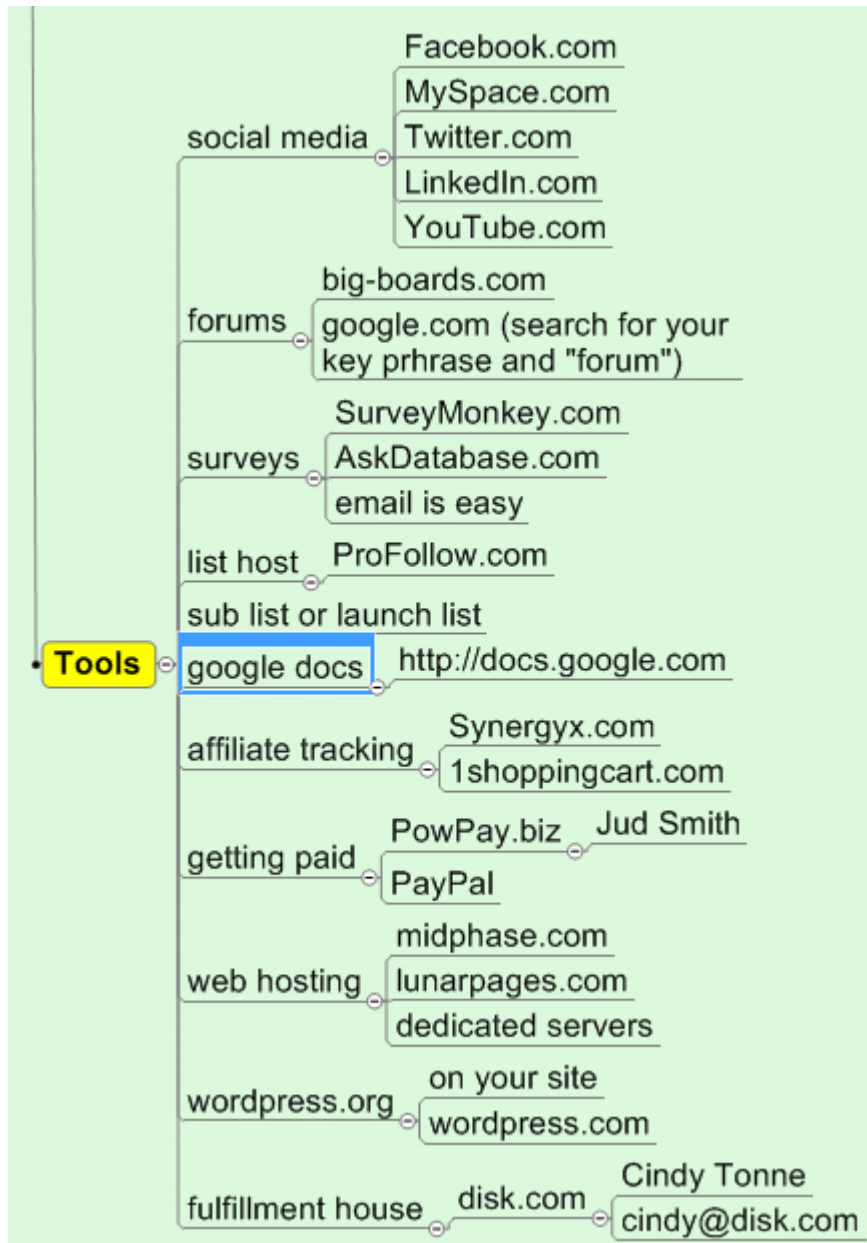 Facebook.com
MySpace.com
social media
Twitter.com
LinkedIn.com
YouTube.com
big-boards.com
forums
google.com (search for your
key prhrase and "forum")
SurveyMonkey.com
surveys
AskDatabase.com
email is easy
list host
ProFollow.com
sub list or launch list
Tools
google docs
http://docs.google.com
affiliate tracking
Synergyx.com
1shoppingcart.com
getting paid
PowPay.biz
Jud Smith
PayPal
web hosting
midphase.com
lunarpages.com
dedicated servers
wordpress.org
on your site
wordpress.com
fulfillment house
disk.com
Cindy Tonne
cindy@disk.com